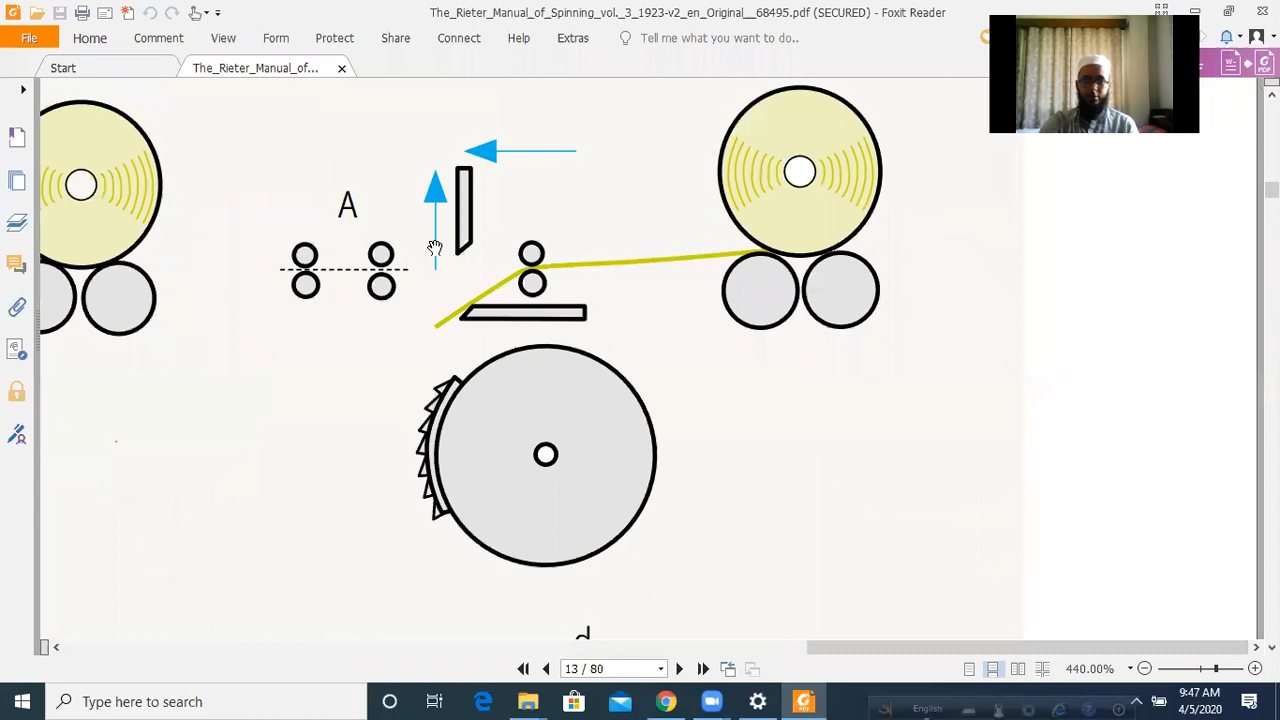 The_Rieter_Manual_of_Spinning_vol._3_1923-v2_en_Original__68495.pdf (SECURED) - Foxit Reader
File Home Comment View Form Protect Share Connect Help Extras Tell me what you want to do..
Start The_Rieter_Manual_of...
A
d
13 / 80
440.00%
Type here to search
English
9:47 AM
4/5/2020